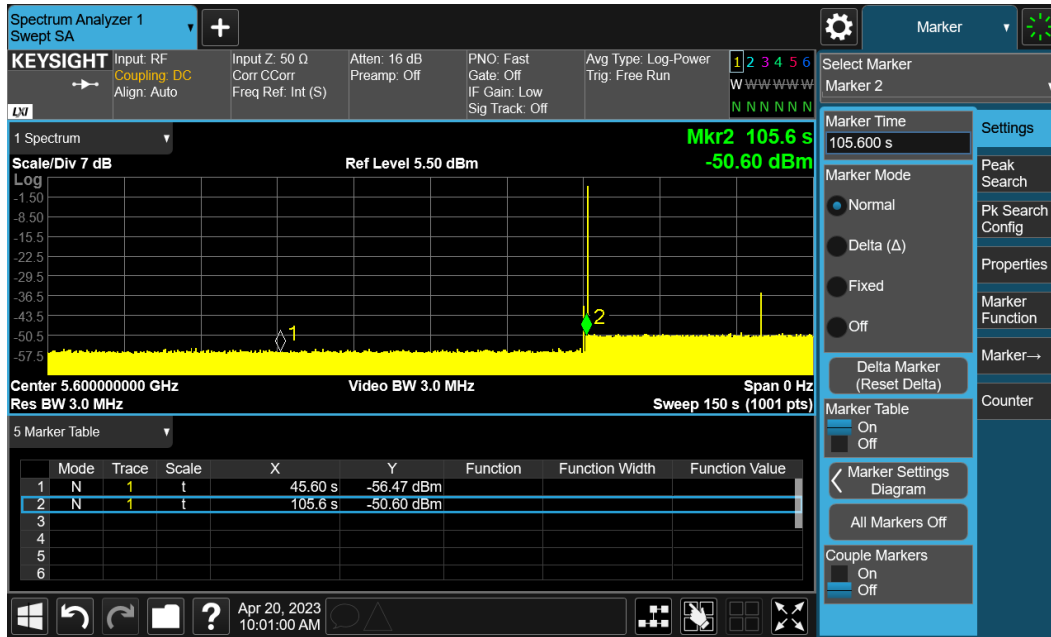 Spectrum Analyzer 1
Swept SA
Marker
KEYSIGHT
LXI
Input: RF
Coupling: DC
Align: Auto
Input Z: 50 Ω
Corr CCorr
Freq Ref: Int (S)
Atten: 16 dB
Preamp: Off
PNO: Fast
Gate: Off
IF Gain: Low
Sig Track: Off
Avg Type: Log-Power
Trig: Free Run
1 2 3 4 5 6
W W W W W W
N N N N N N
Select Marker
Marker 2
1 Spectrum
Scale/Div 7 dB
Ref Level 5.50 dBm
Mkr2 105.6 s
-50.60 dBm
Log
-1.50
-8.50
-15.5
-22.5
-29.5
-36.5
-43.5
-50.5
-57.5
1
2
Center 5.600000000 GHz
Video BW 3.0 MHz
Span 0 Hz
Res BW 3.0 MHz
Sweep 150 s (1001 pts)
5 Marker Table
Mode Trace Scale X Y Function Function Width Function Value
1 N 1 t 45.60 s -56.47 dBm
2 N 1 t 105.6 s -50.60 dBm
3
4
5
6
Marker Time
105.600 s
Marker Mode
Normal
Delta (Δ)
Fixed
Off
Delta Marker
(Reset Delta)
Marker Table
On
Off
Marker Settings
Diagram
All Markers Off
Couple Markers
On
Off
Settings
Peak
Search
Pk Search
Config
Properties
Marker
Function
Marker→
Counter
Apr 20, 2023
10:01:00 AM